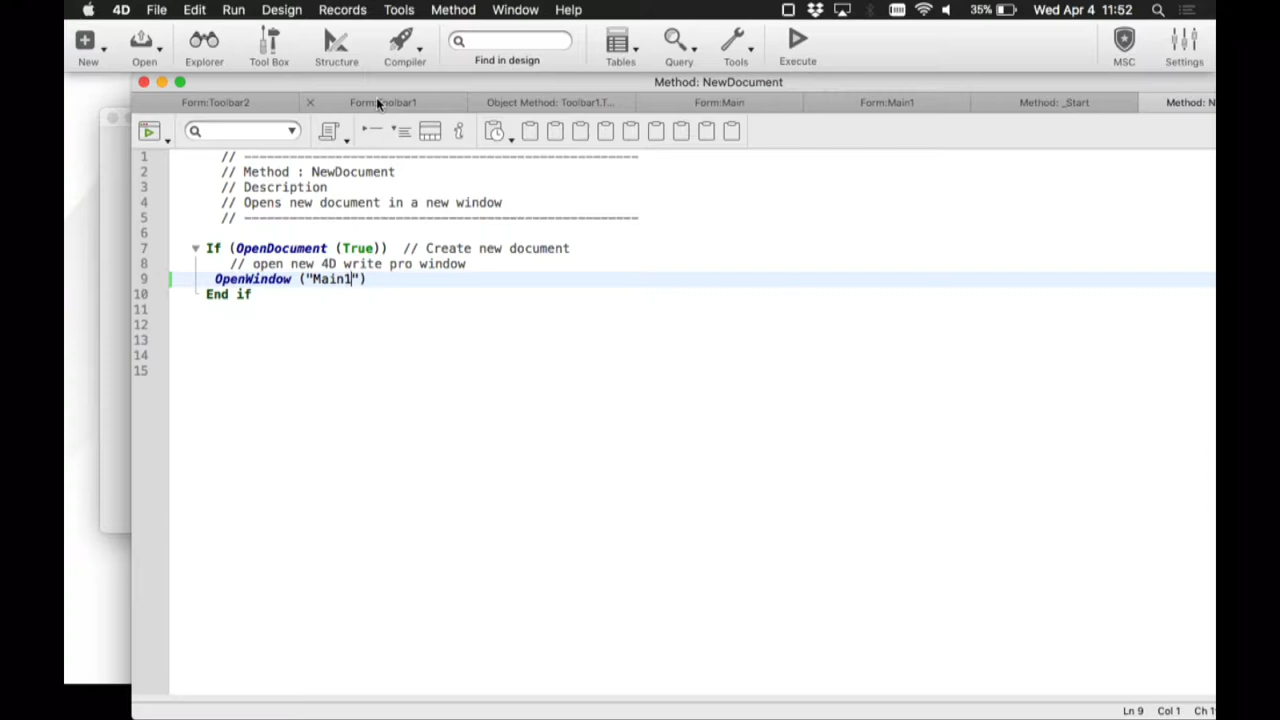 4D File Edit Run Design Records Tools Method Window Help 35% Wed Apr 4 11:52
New Open Explorer Tool Box Structure Compiler Find in design Tables Query Tools Execute MSC Settings
Method: NewDocument
Form:Toolbar2 Form:Toolbar1 Object Method: Toolbar1.T... Form:Main Form:Main1 Method: _Start Method: N
1 // ----------------------------------------------------
2 // Method : NewDocument
3 // Description
4 // Opens new document in a new window
5 // ----------------------------------------------------
6
7 If (OpenDocument (True)) // Create new document
8 // open new 4D write pro window
9 OpenWindow ("Main1")
10 End if
11
12
13
14
15
Ln 9 Col 1 Ch 1